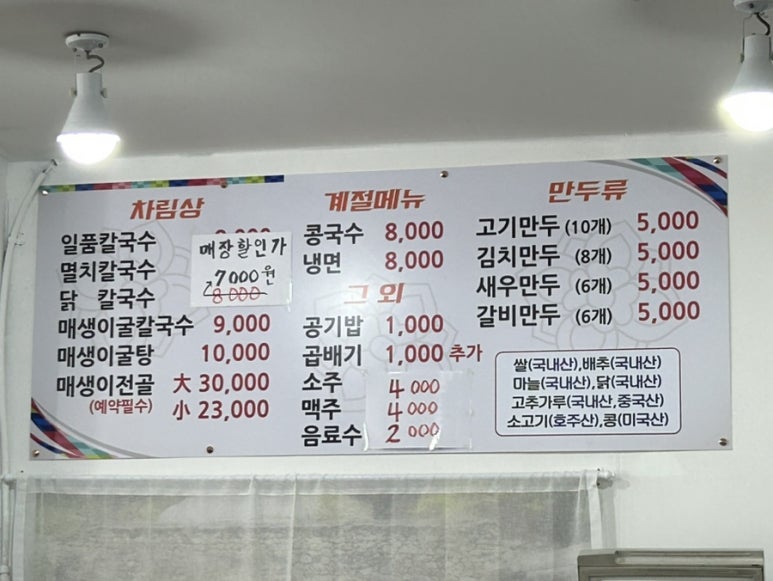 차림상
일품칼국수
멸치칼국수
닭 칼국수
매장할인가
7000원
8000
매생이굴칼국수 9,000
매생이굴탕 10,000
매생이전골 大 30,000
(예약필수) 小 23,000
계절메뉴
콩국수 8,000
냉면 8,000
그 외
공기밥 1,000
곱배기 1,000 추가
소주 4000
맥주 4000
음료수 2000
만두류
고기만두 (10개) 5,000
김치만두 (8개) 5,000
새우만두 (6개) 5,000
갈비만두 (6개) 5,000
쌀(국내산),배추(국내산)
마늘(국내산),닭(국내산)
고추가루(국내산,중국산)
소고기(호주산),콩(미국산)